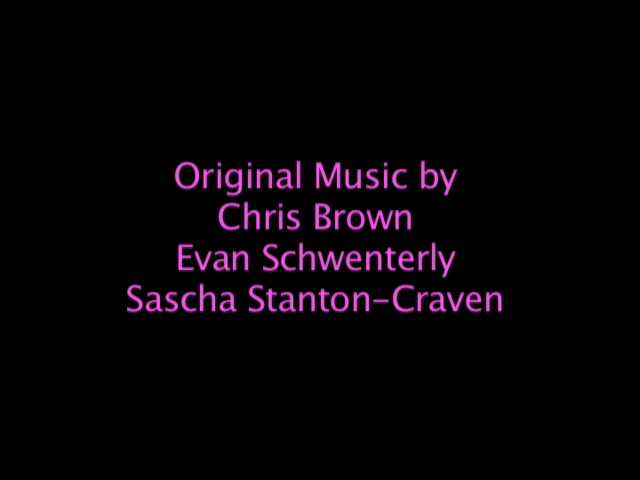 Original Music by
Chris Brown
Evan Schwenterly
Sascha Stanton-Craven